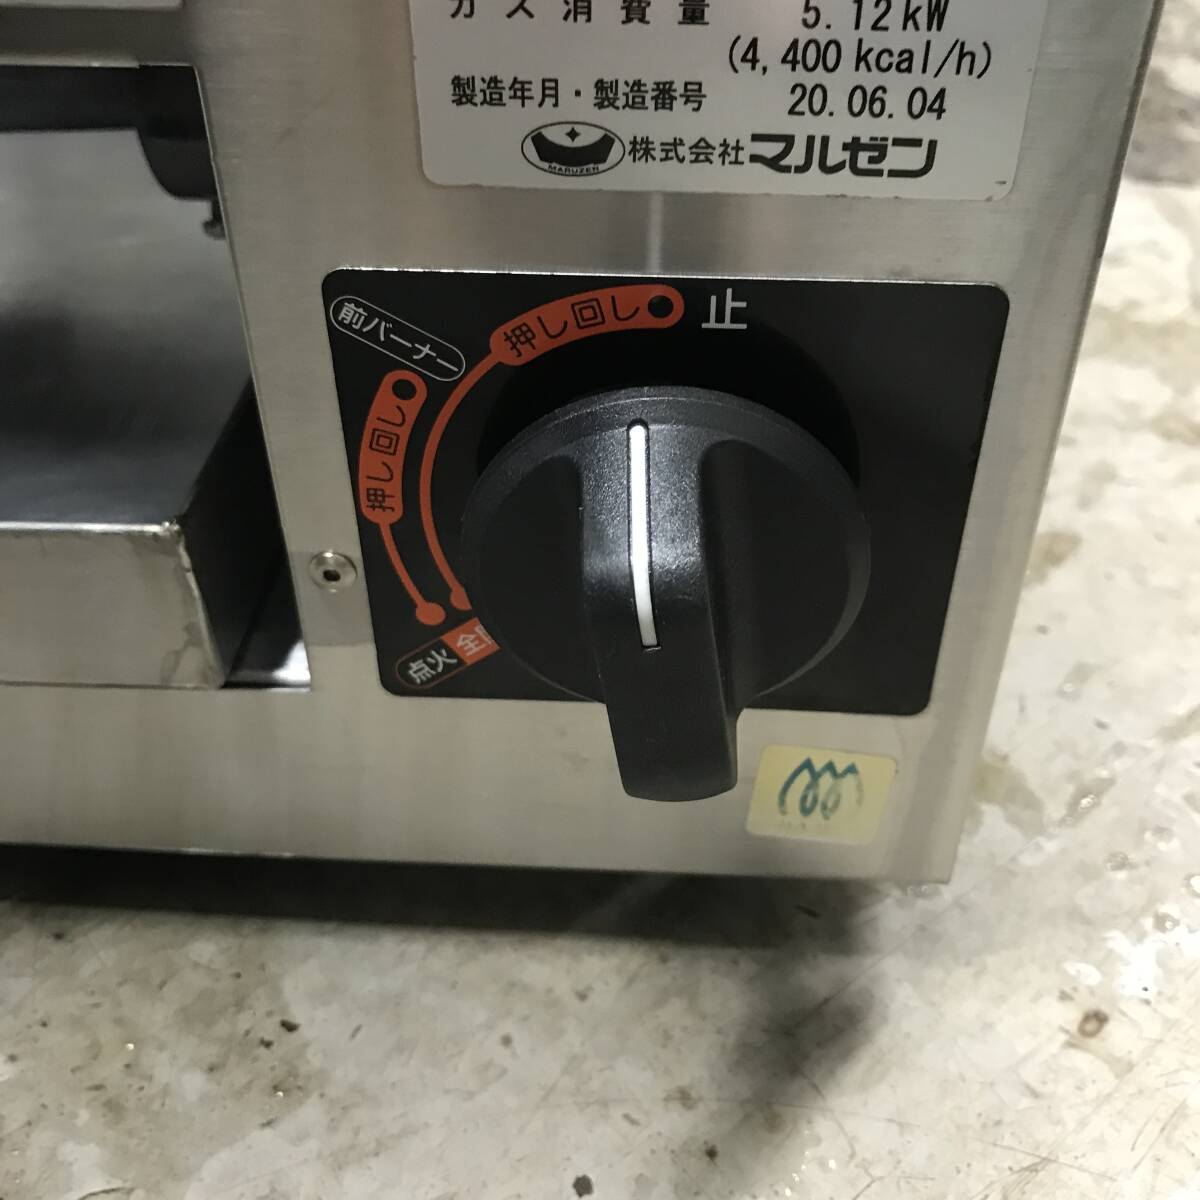 ガス消費量 5.12kW
(4,400 kcal/h)
製造年月・製造番号 20.06.04
MARUZEN 株式会社マルゼン
前バーナー
押し回し
止
押し回し
点火